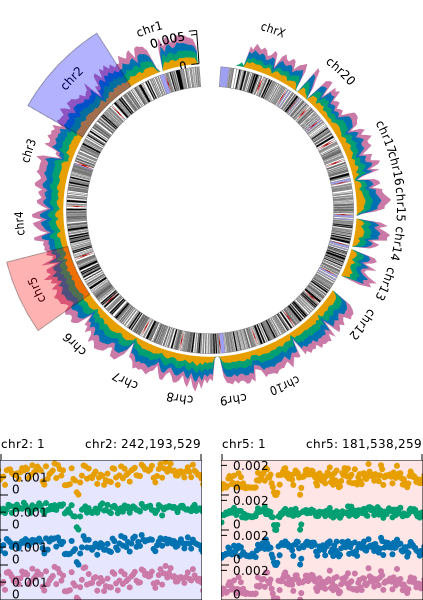 chr1
0.005
0
chrX
chr2
chr20
chr3
chr17
chr16
chr4
chr15
chr14
chr5
chr13
chr6
chr12
chr7
chr10
chr8
chr9
chr2: 1 chr2: 242,193,529
chr5: 1 chr5: 181,538,259
0.001
0
0.001
0
0.001
0
0.001
0
0.002
0
0.002
0
0.002
0
0.002
0